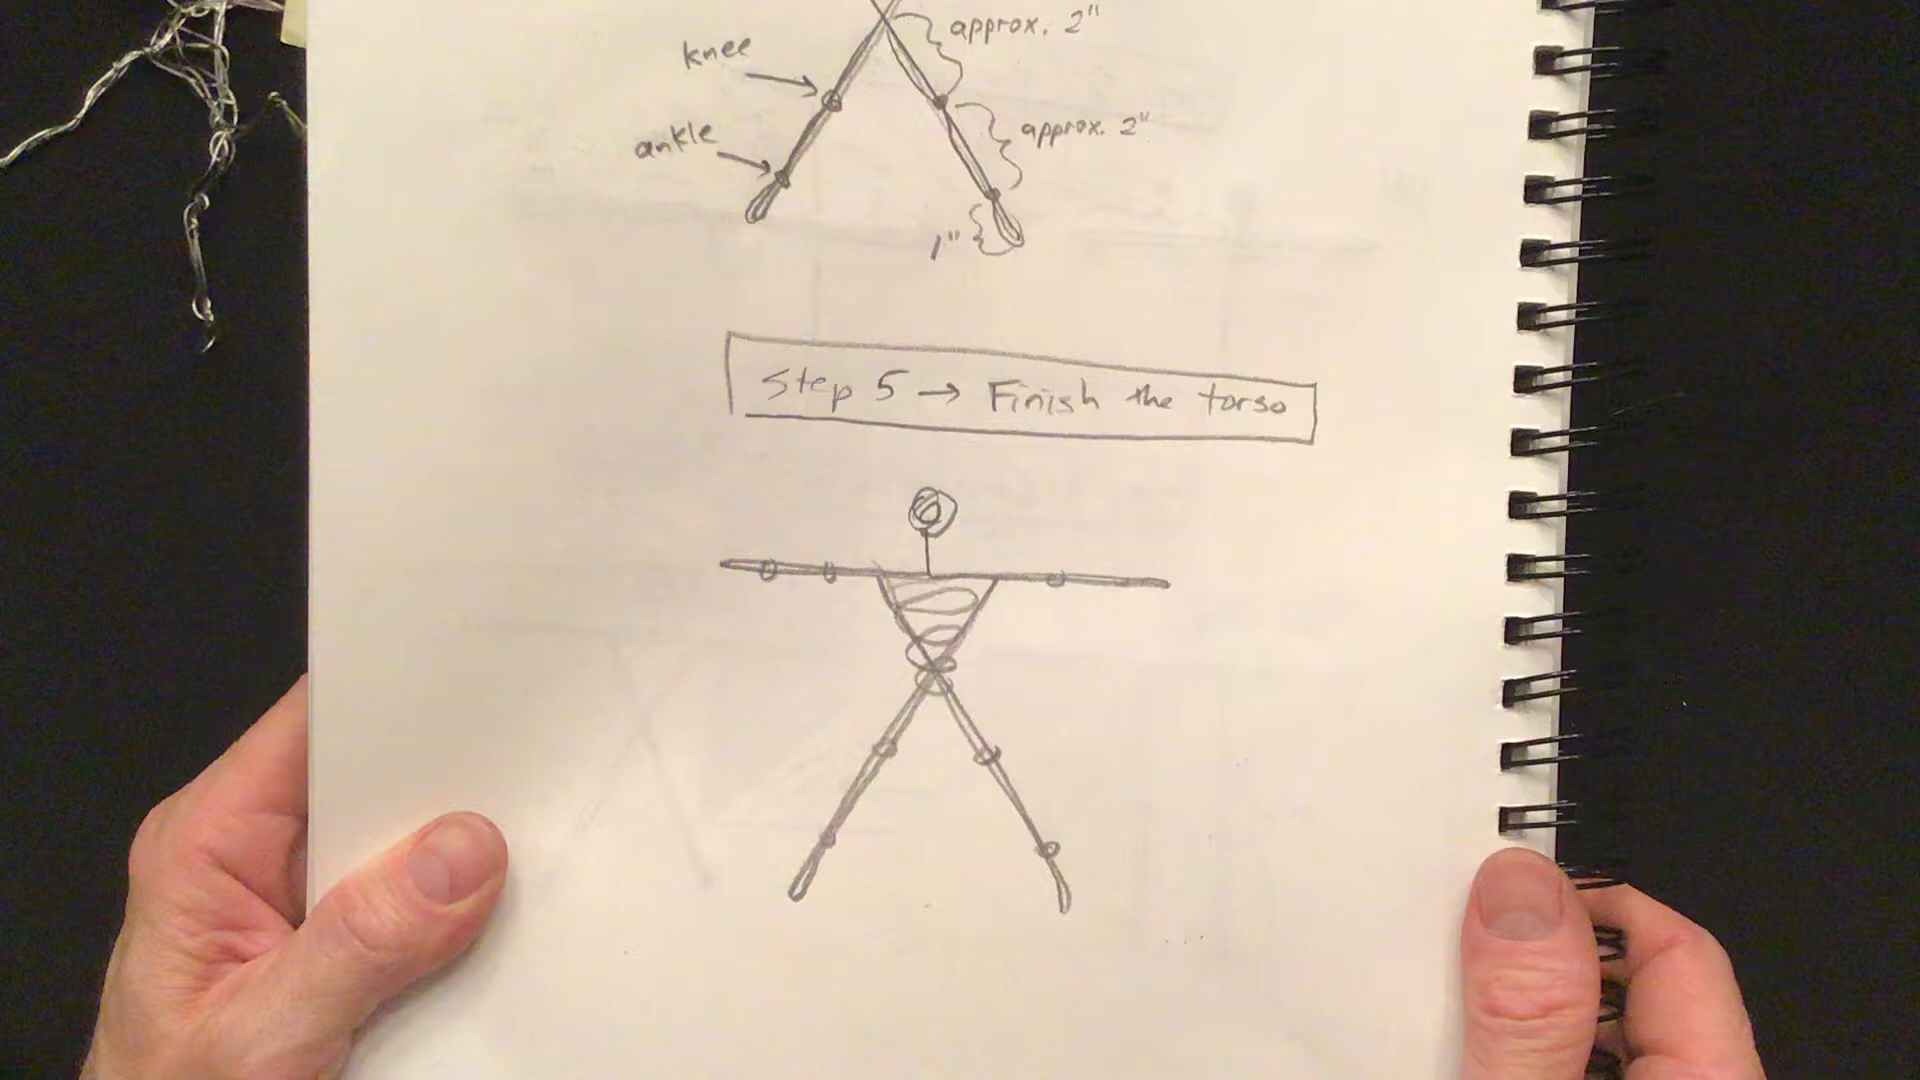 approx. 2"
knee
approx. 2"
ankle
1"
Step 5 → Finish the torso